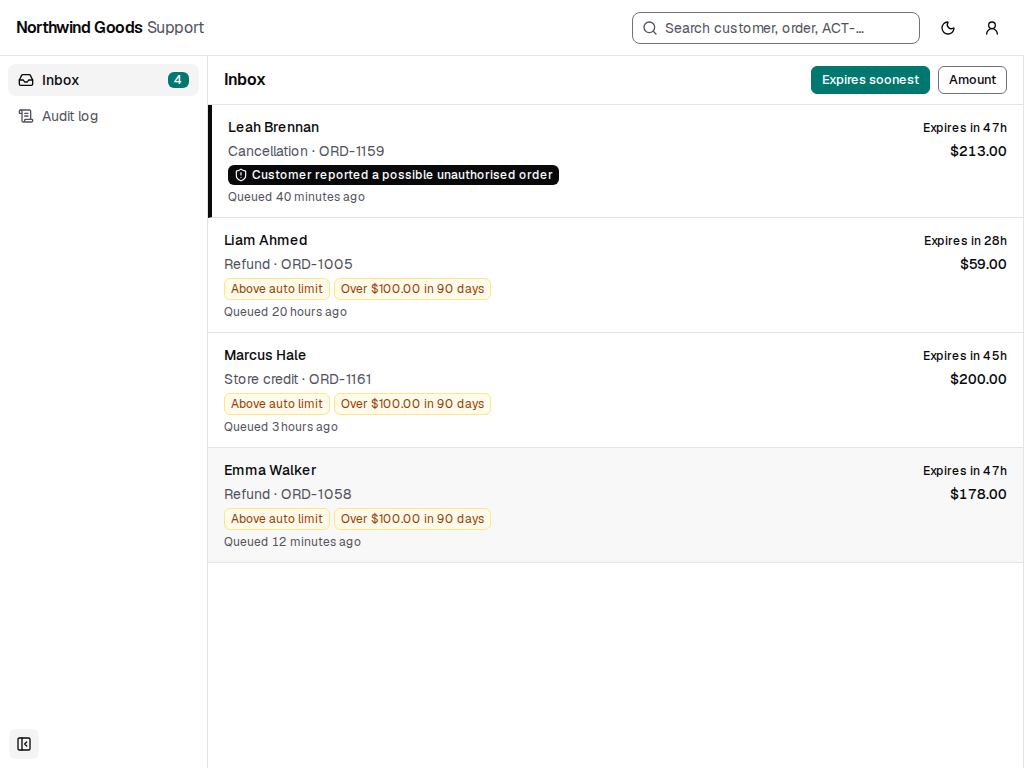 Northwind Goods Support
Search customer, order, ACT-...
Inbox 4
Audit log
Inbox
Expires soonest
Amount
Leah Brennan
Expires in 47h
Cancellation · ORD-1159
$213.00
Customer reported a possible unauthorised order
Queued 40 minutes ago
Liam Ahmed
Expires in 28h
Refund · ORD-1005
$59.00
Above auto limit
Over $100.00 in 90 days
Queued 20 hours ago
Marcus Hale
Expires in 45h
Store credit · ORD-1161
$200.00
Above auto limit
Over $100.00 in 90 days
Queued 3 hours ago
Emma Walker
Expires in 47h
Refund · ORD-1058
$178.00
Above auto limit
Over $100.00 in 90 days
Queued 12 minutes ago